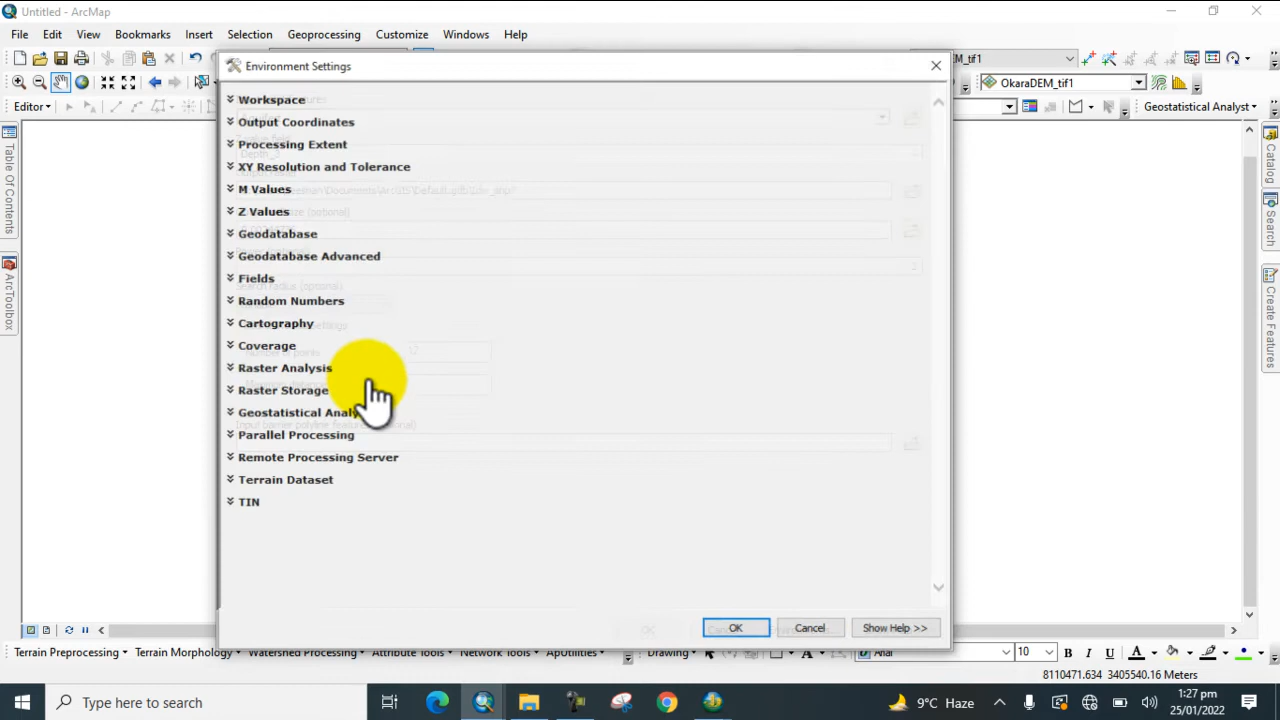 Untitled - ArcMap
File Edit View Bookmarks Insert Selection Geoprocessing Customize Windows Help
EM_tif1
OkaraDEM_tif1
Editor
Geostatistical Analyst
Environment Settings
Workspace
Output Coordinates
Processing Extent
XY Resolution and Tolerance
M Values
Z Values
Geodatabase
Geodatabase Advanced
Fields
Random Numbers
Cartography
Coverage
Raster Analysis
Raster Storage
Geostatistical Analy
Parallel Processing
Remote Processing Server
Terrain Dataset
TIN
OK Cancel Show Help >>
Table Of Contents
ArcToolbox
Catalog
Search
Create Features
Terrain Preprocessing Terrain Morphology Watershed Processing Attribute Tools Network Tools ApUtilities Drawing Arial 10 B I U A
8110471.634 3405540.16 Meters
Type here to search
9°C Haze
1:27 pm
25/01/2022